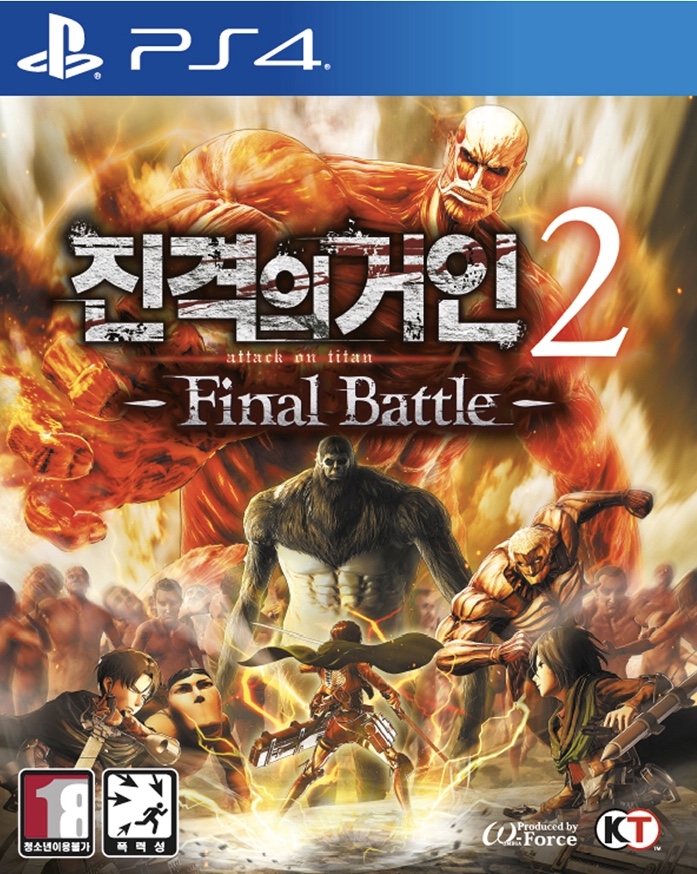 PS4
진격의 거인 2
attack on titan
Final Battle
18
청소년이용불가
폭력성
Produced by
ω-Force
KT